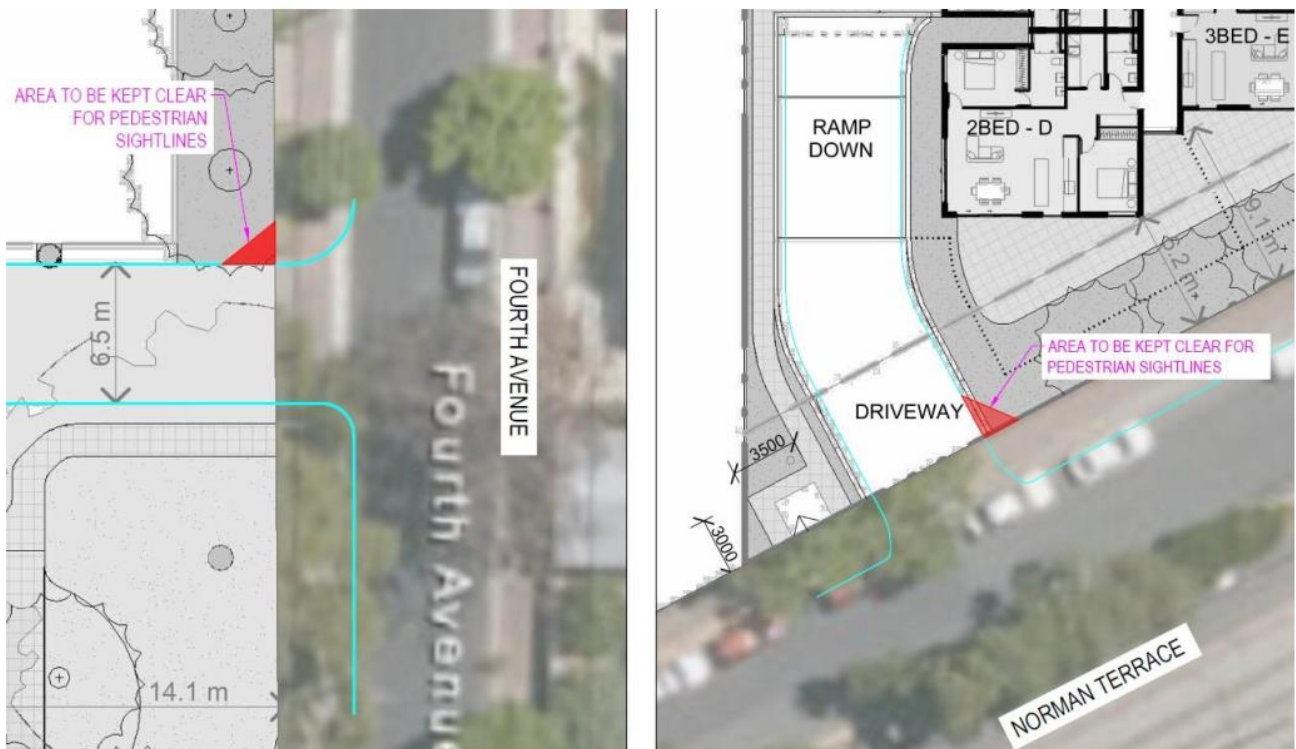 AREA TO BE KEPT CLEAR
FOR PEDESTRIAN
SIGHTLINES
6.5 m
FOURTH AVENUE
Fourth Avenu
14.1 m
RAMP
DOWN
2BED - D
3BED - E
9.1 m
6.2 m
AREA TO BE KEPT CLEAR FOR
PEDESTRIAN SIGHTLINES
DRIVEWAY
3500
3000
NORMAN TERRACE